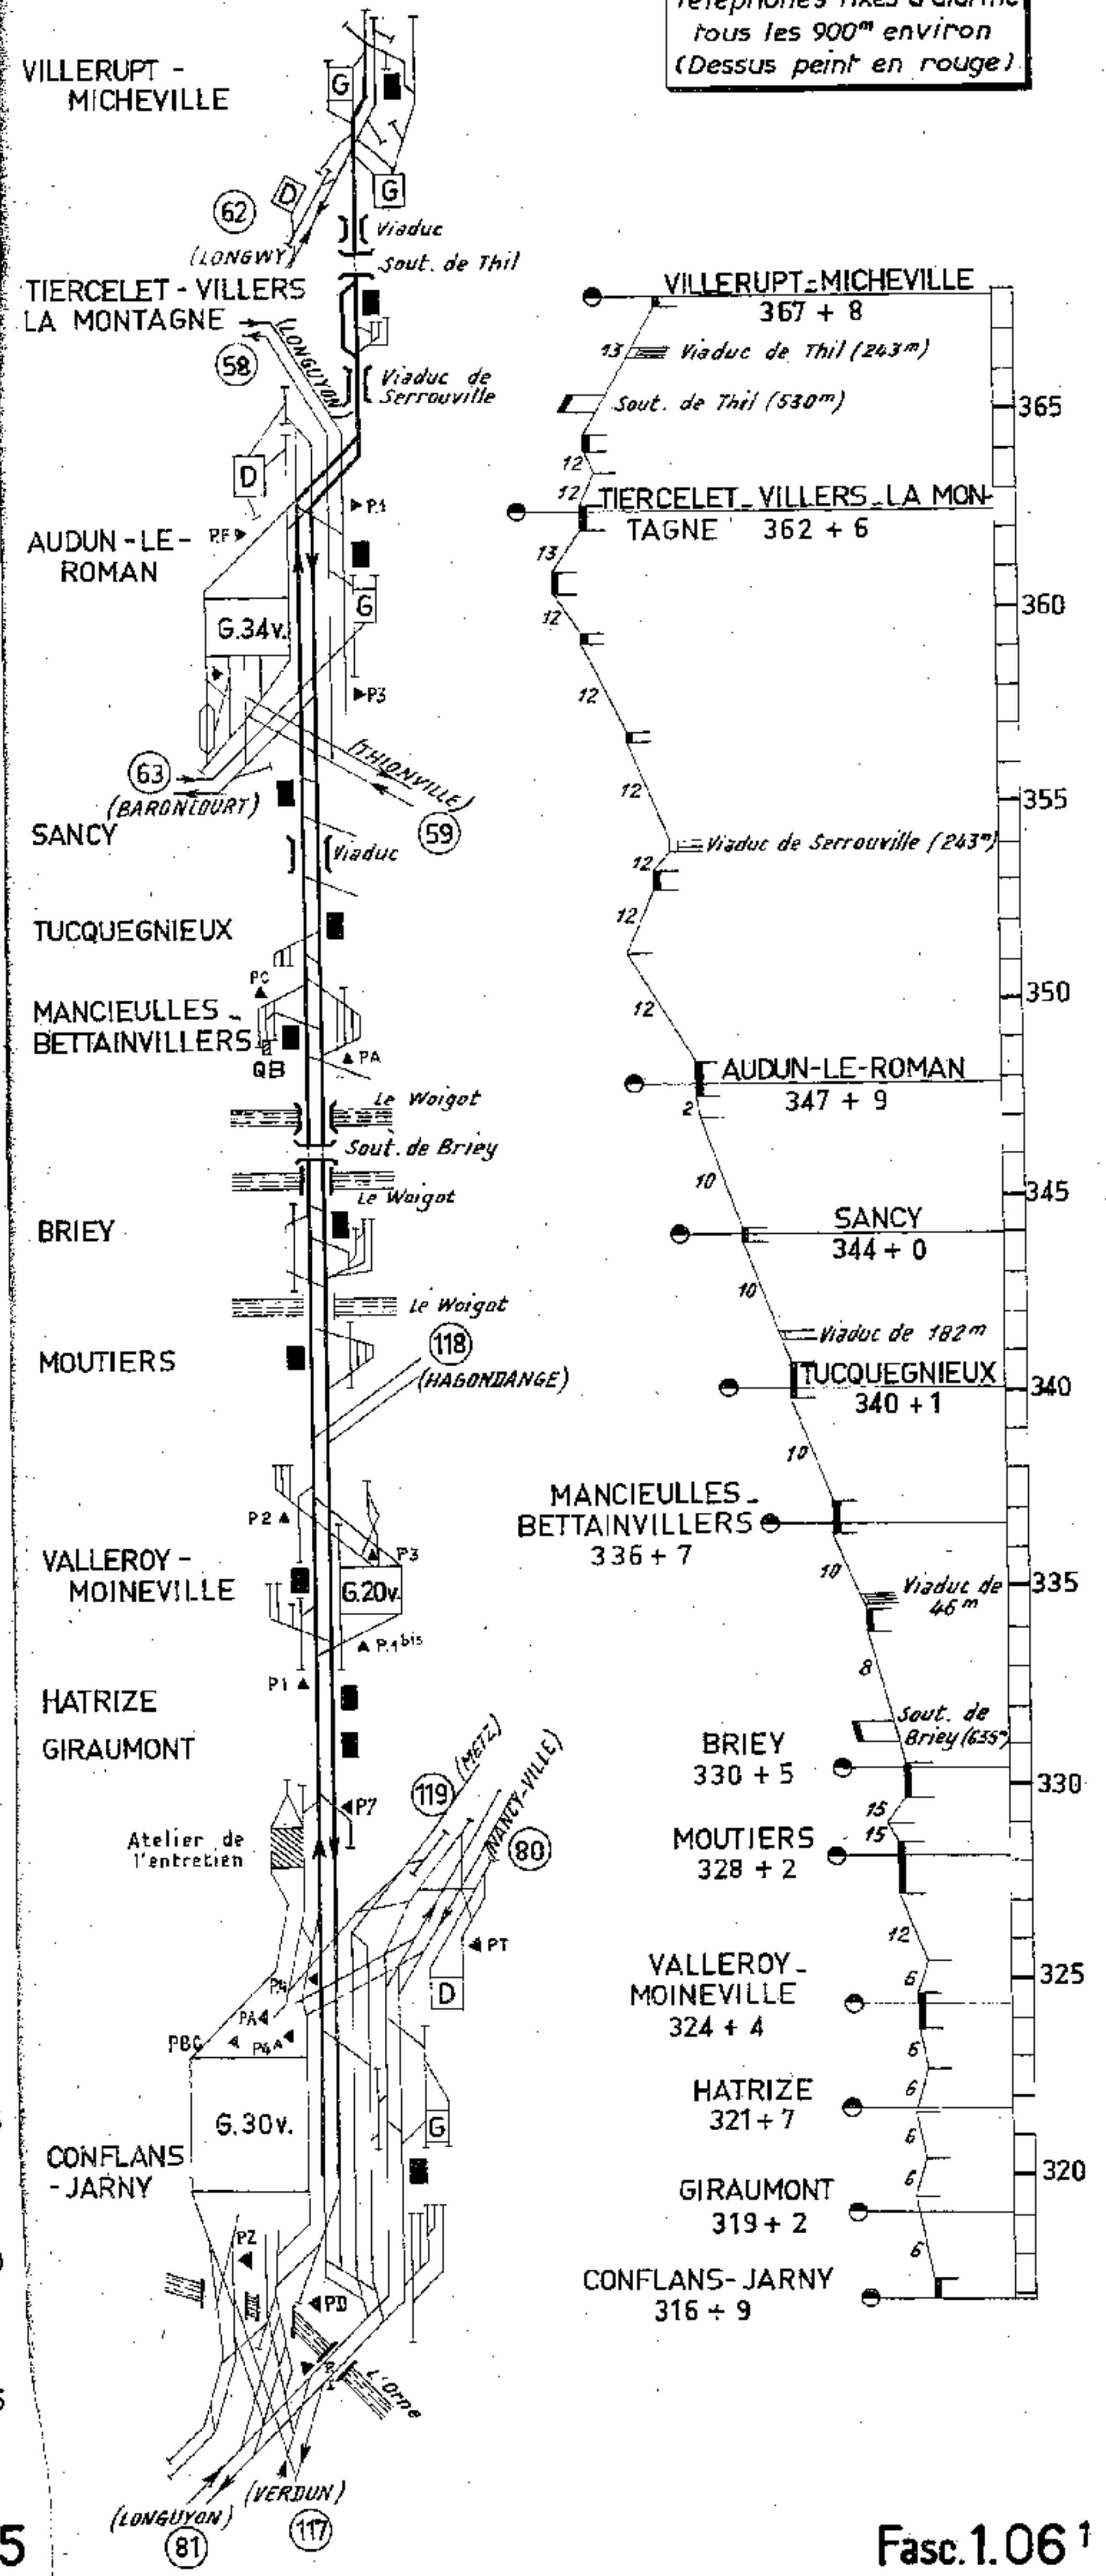 tous les 900m environ
(Dessus peint en rouge)
VILLERUPT -
MICHEVILLE
G
D
G
62
(LONGWY)
Viaduc
Sout. de Thil
TIERCELET - VILLERS
LA MONTAGNE
(LONGUYON)
58
Viaduc de
Serrouville
D
P1
AUDUN-LE-
ROMAN
G
G.34v.
P3
63
(BARONCOURT)
(THIONVILLE)
59
SANCY
Viaduc
TUCQUEGNIEUX
PC
MANCIEULLES -
BETTAINVILLERS
QB
PA
Le Woigot
Sout. de Briey
Le Woigot
BRIEY
Le Woigot
MOUTIERS
118
(HAGONDANGE)
P2
P3
VALLEROY -
MOINEVILLE
G.20v.
P.1bis
P1
HATRIZE
GIRAUMONT
119
(METZ)
(NANCY-VILLE)
80
P7
Atelier de
l'entretien
PT
D
PA
G.30v.
G
CONFLANS
-JARNY
PZ
PD
L'Orne
(LONGUYON)
81
(VERDUN)
117
VILLERUPT-MICHEVILLE
367 + 8
13
Viaduc de Thil (243m)
Sout. de Thil (530m)
365
12
12
TIERCELET-VILLERS-LA MON-
TAGNE 362 + 6
13
360
12
12
12
355
Viaduc de Serrouville (243m)
12
12
350
12
AUDUN-LE-ROMAN
347 + 9
2
10
345
SANCY
344 + 0
10
Viaduc de 182m
TUCQUEGNIEUX
340 + 1
340
10
MANCIEULLES -
BETTAINVILLERS
336 + 7
10
335
Viaduc de
46m
8
Sout. de
Briey (635m)
BRIEY
330 + 5
330
15
15
MOUTIERS
328 + 2
12
VALLEROY -
MOINEVILLE
324 + 4
325
6
6
HATRIZE
321 + 7
6
6
320
GIRAUMONT
319 + 2
6
6
CONFLANS-JARNY
316 + 9
5
Fasc. 1.06 1